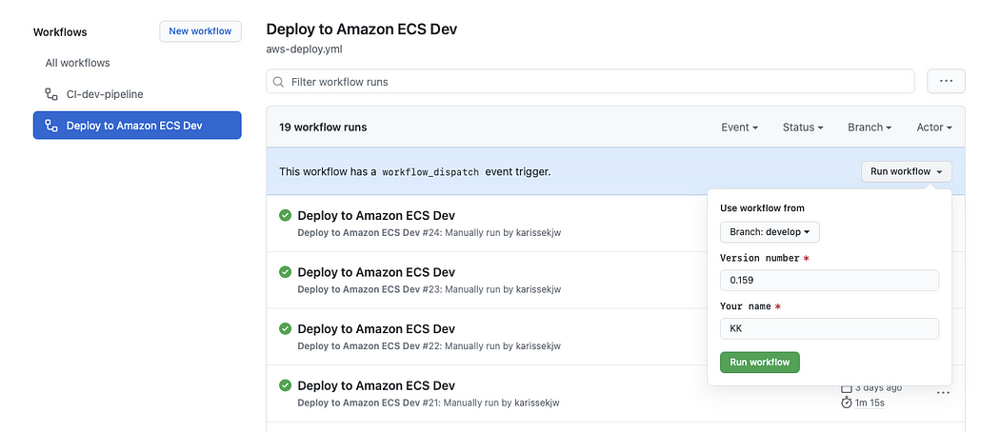 Workflows
New workflow
All workflows
CI-dev-pipeline
Deploy to Amazon ECS Dev
Deploy to Amazon ECS Dev
aws-deploy.yml
Filter workflow runs
19 workflow runs
Event
Status
Branch
Actor
This workflow has a workflow_dispatch event trigger.
Run workflow
Use workflow from
Branch: develop
Version number *
0.159
Your name *
KK
Run workflow
Deploy to Amazon ECS Dev
Deploy to Amazon ECS Dev #24: Manually run by karissekjw
Deploy to Amazon ECS Dev
Deploy to Amazon ECS Dev #23: Manually run by karissekjw
Deploy to Amazon ECS Dev
Deploy to Amazon ECS Dev #22: Manually run by karissekjw
Deploy to Amazon ECS Dev
Deploy to Amazon ECS Dev #21: Manually run by karissekjw
3 days ago
1m 15s